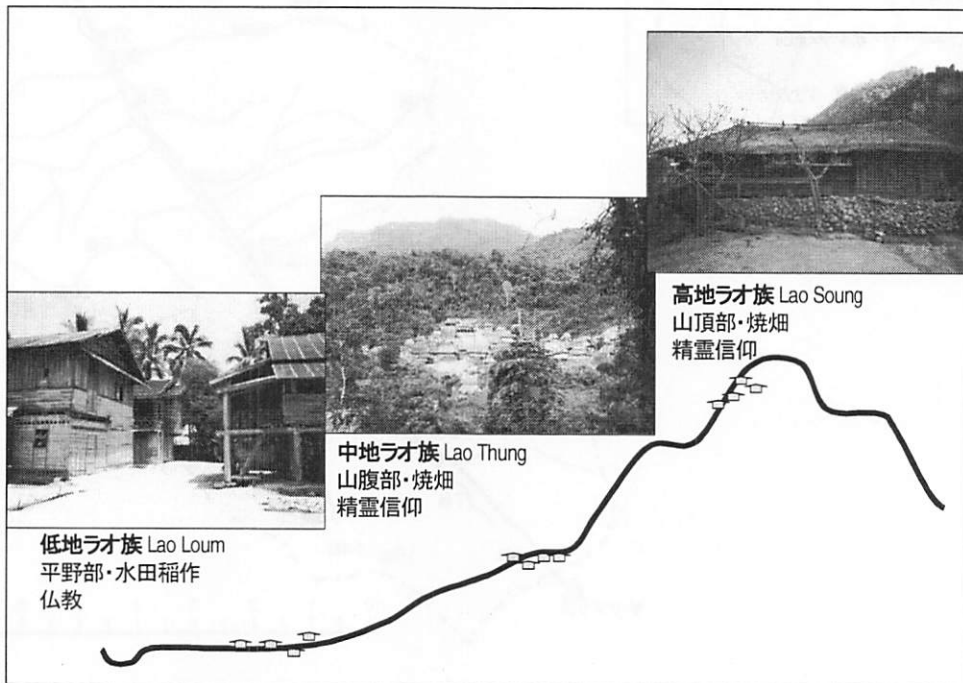 高地ラオ族 Lao Soung
山頂部・焼畑
精霊信仰
中地ラオ族 Lao Thung
山腹部・焼畑
精霊信仰
低地ラオ族 Lao Loum
平野部・水田稲作
仏教